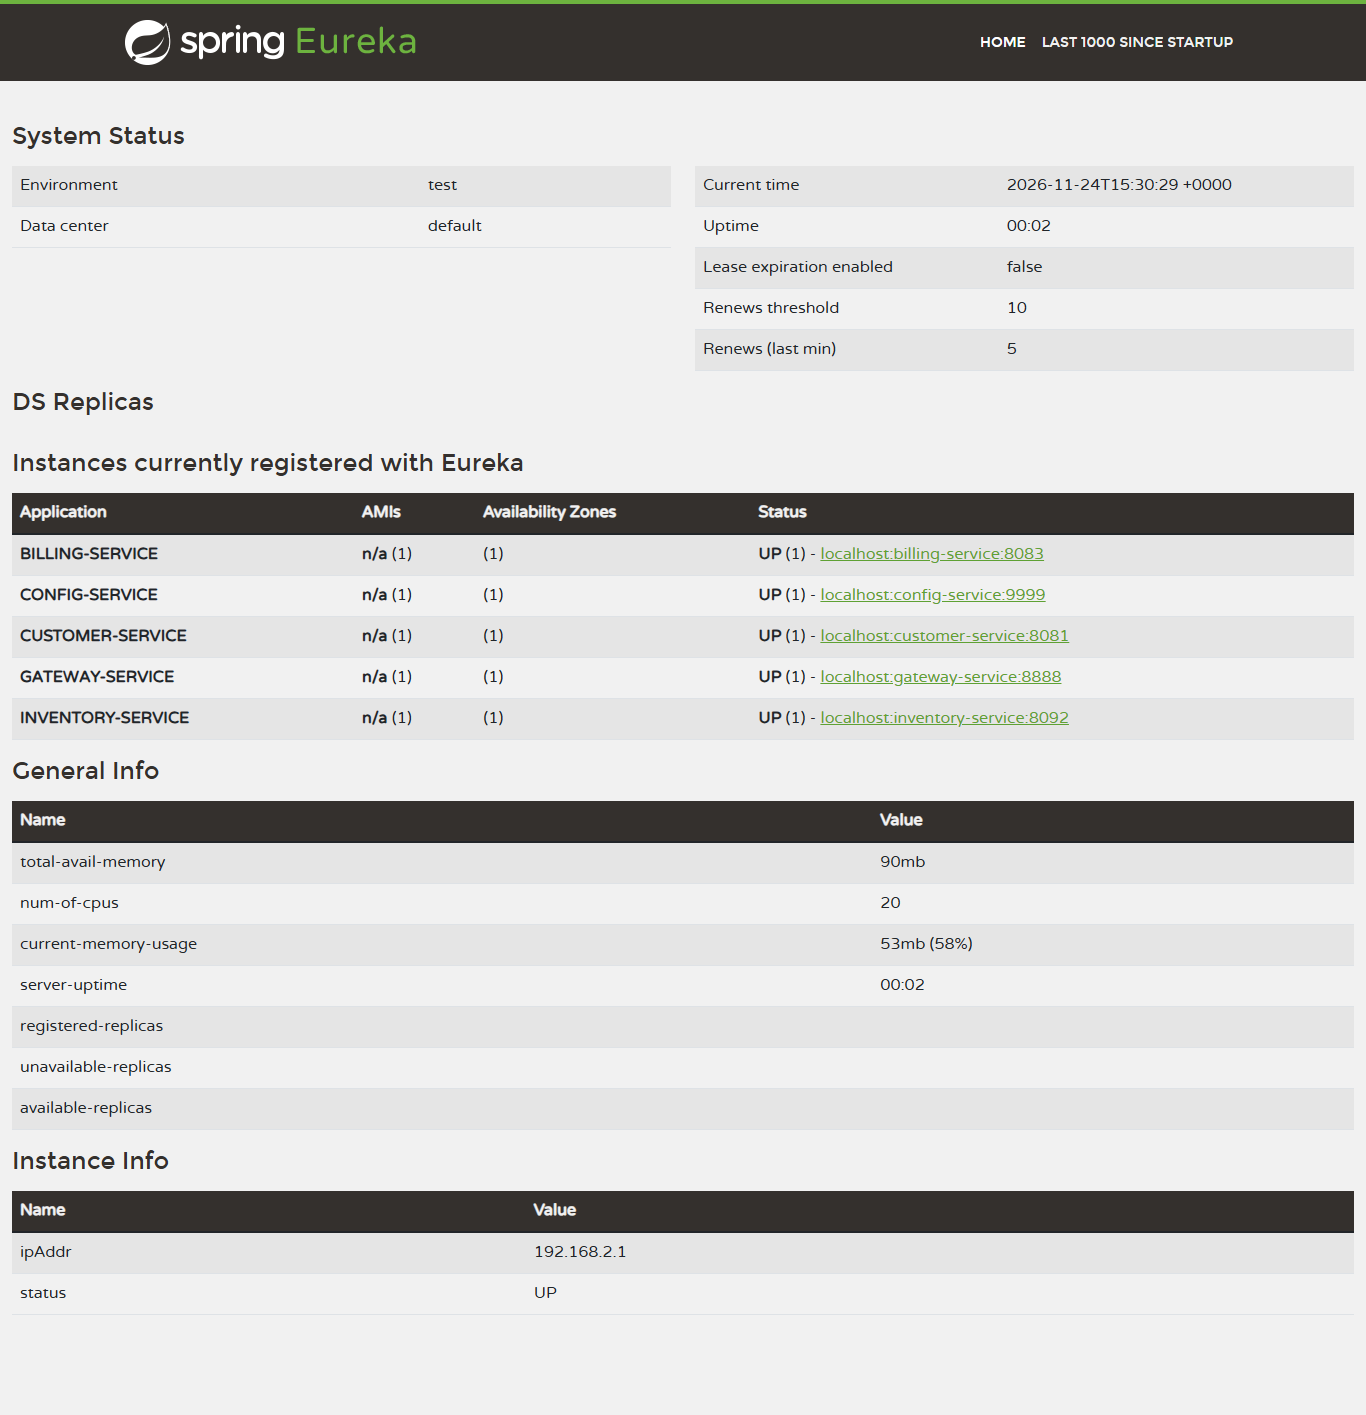 spring Eureka
HOME LAST 1000 SINCE STARTUP
System Status
Environment test
Data center default
Current time 2026-11-24T15:30:29 +0000
Uptime 00:02
Lease expiration enabled false
Renews threshold 10
Renews (last min) 5
DS Replicas
Instances currently registered with Eureka
Application AMIs Availability Zones Status
BILLING-SERVICE n/a (1) (1) UP (1) - localhost:billing-service:8083
CONFIG-SERVICE n/a (1) (1) UP (1) - localhost:config-service:9999
CUSTOMER-SERVICE n/a (1) (1) UP (1) - localhost:customer-service:8081
GATEWAY-SERVICE n/a (1) (1) UP (1) - localhost:gateway-service:8888
INVENTORY-SERVICE n/a (1) (1) UP (1) - localhost:inventory-service:8092
General Info
Name Value
total-avail-memory 90mb
num-of-cpus 20
current-memory-usage 53mb (58%)
server-uptime 00:02
registered-replicas
unavailable-replicas
available-replicas
Instance Info
Name Value
ipAddr 192.168.2.1
status UP